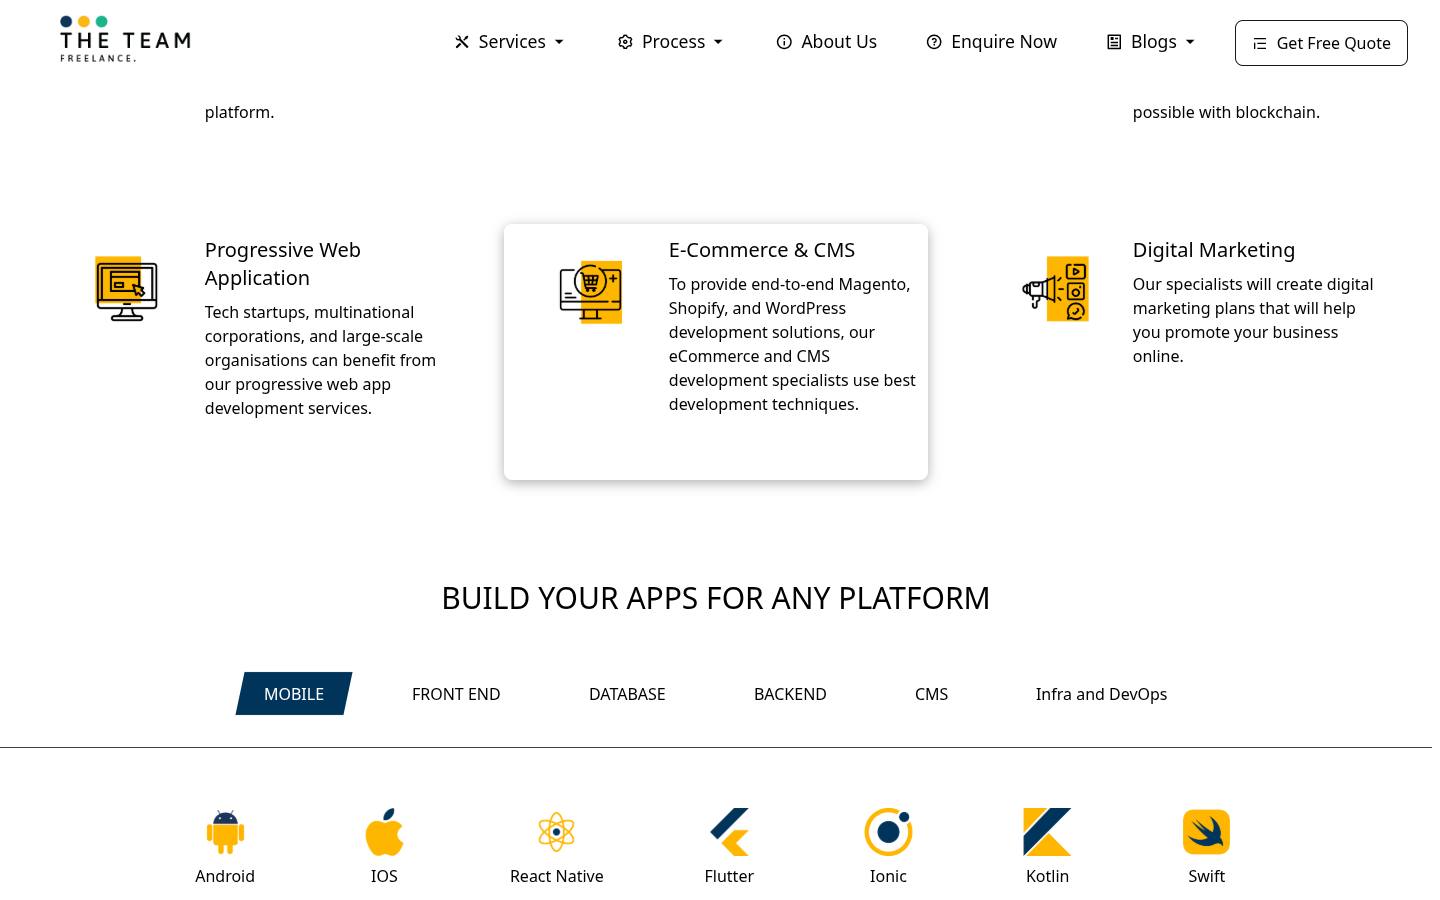 THE TEAM
FREELANCE.
Services
Process
About Us
Enquire Now
Blogs
Get Free Quote
platform.
possible with blockchain.
Progressive Web
Application
Tech startups, multinational
corporations, and large-scale
organisations can benefit from
our progressive web app
development services.
E-Commerce & CMS
To provide end-to-end Magento,
Shopify, and WordPress
development solutions, our
eCommerce and CMS
development specialists use best
development techniques.
Digital Marketing
Our specialists will create digital
marketing plans that will help
you promote your business
online.
BUILD YOUR APPS FOR ANY PLATFORM
MOBILE
FRONT END
DATABASE
BACKEND
CMS
Infra and DevOps
Android
IOS
React Native
Flutter
Ionic
Kotlin
Swift